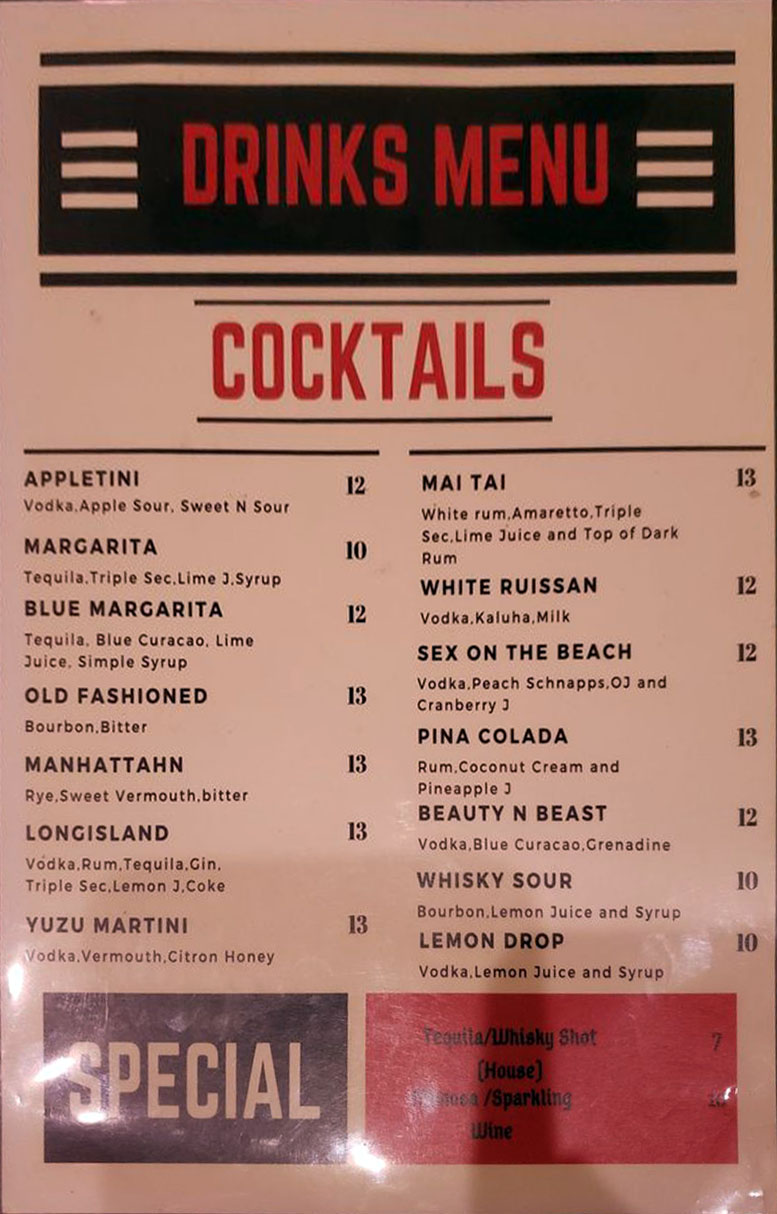 DRINKS MENU
COCKTAILS
APPLETINI 12
Vodka,Apple Sour, Sweet N Sour
MARGARITA 10
Tequila,Triple Sec,Lime J,Syrup
BLUE MARGARITA 12
Tequila, Blue Curacao, Lime
Juice, Simple Syrup
OLD FASHIONED 13
Bourbon,Bitter
MANHATTAHN 13
Rye,Sweet Vermouth,bitter
LONGISLAND 13
Vodka,Rum,Tequila,Gin,
Triple Sec,Lemon J,Coke
YUZU MARTINI 13
Vodka,Vermouth,Citron Honey
MAI TAI 13
White rum,Amaretto,Triple
Sec,Lime Juice and Top of Dark
Rum
WHITE RUISSAN 12
Vodka,Kaluha,Milk
SEX ON THE BEACH 12
Vodka,Peach Schnapps,OJ and
Cranberry J
PINA COLADA 13
Rum,Coconut Cream and
Pineapple J
BEAUTY N BEAST 12
Vodka,Blue Curacao,Grenadine
WHISKY SOUR 10
Bourbon,Lemon Juice and Syrup
LEMON DROP 10
Vodka,Lemon Juice and Syrup
SPECIAL
Tequila/Whisky Shot 7
(House)
Mimosa /Sparkling 10
Wine